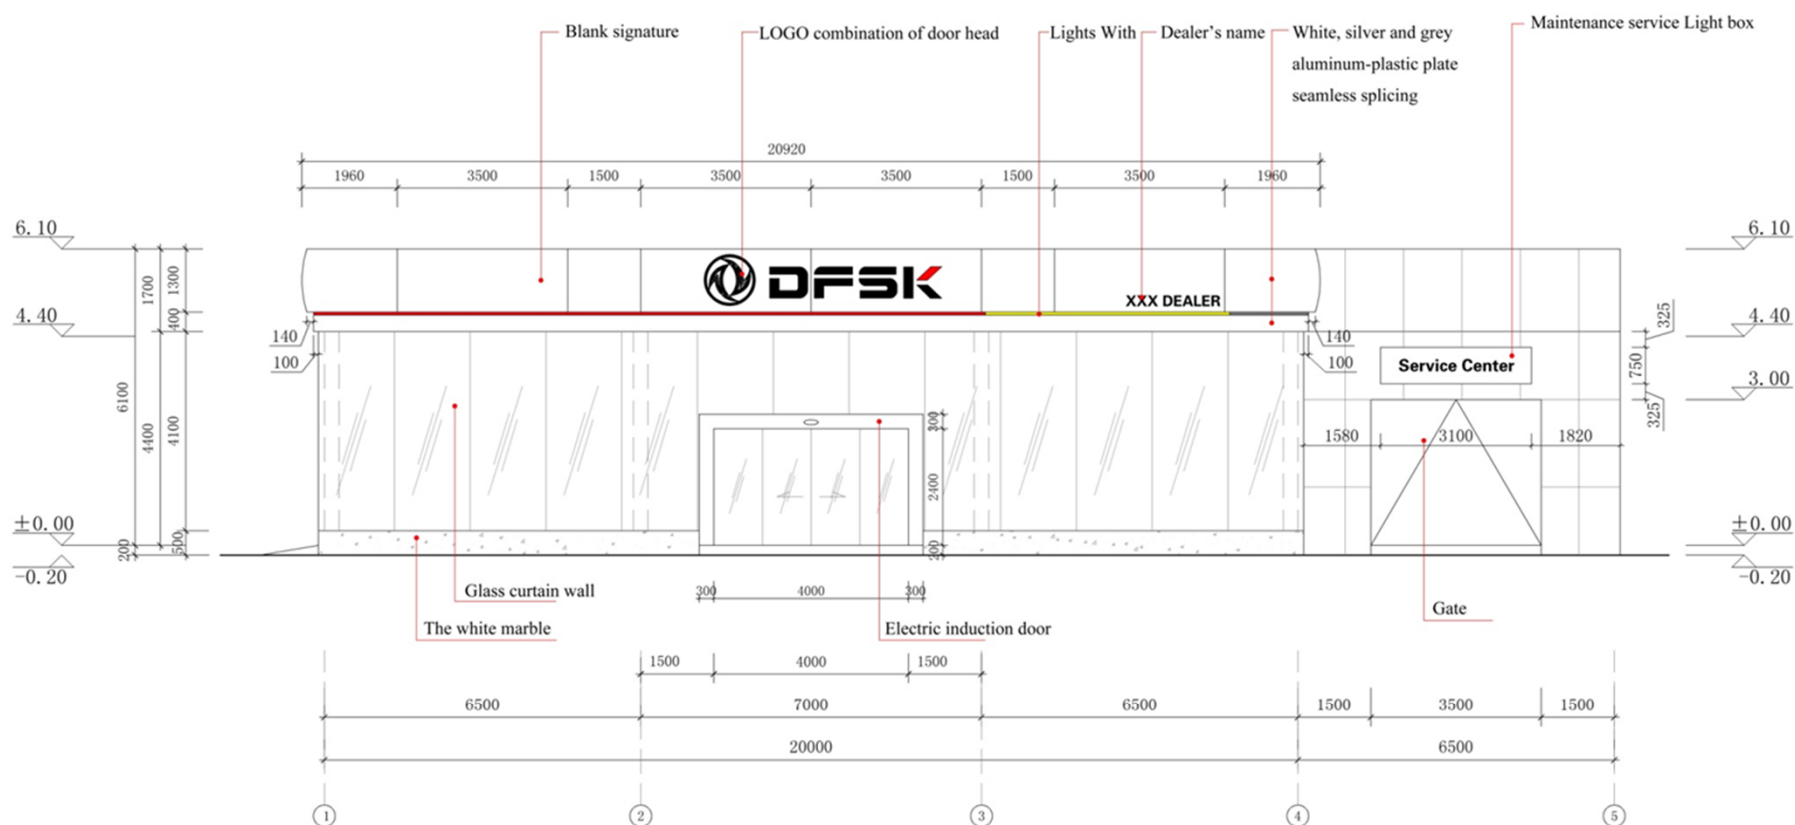 Blank signature
LOGO combination of door head
Lights With
Dealer's name
White, silver and grey
aluminum-plastic plate
seamless splicing
Maintenance service Light box
20920
1960 3500 1500 3500 3500 1500 3500 1960
6.10
4.40
±0.00
-0.20
1700
1300
400
6100
4400
4100
200
500
140
100
DFSK
XXX DEALER
140
100
Service Center
325
750
325
6.10
4.40
3.00
±0.00
-0.20
1580 3100 1820
300
2400
200
300 4000 300
Glass curtain wall
The white marble
Electric induction door
Gate
1500 4000 1500
6500 7000 6500 1500 3500 1500
20000 6500
1 2 3 4 5